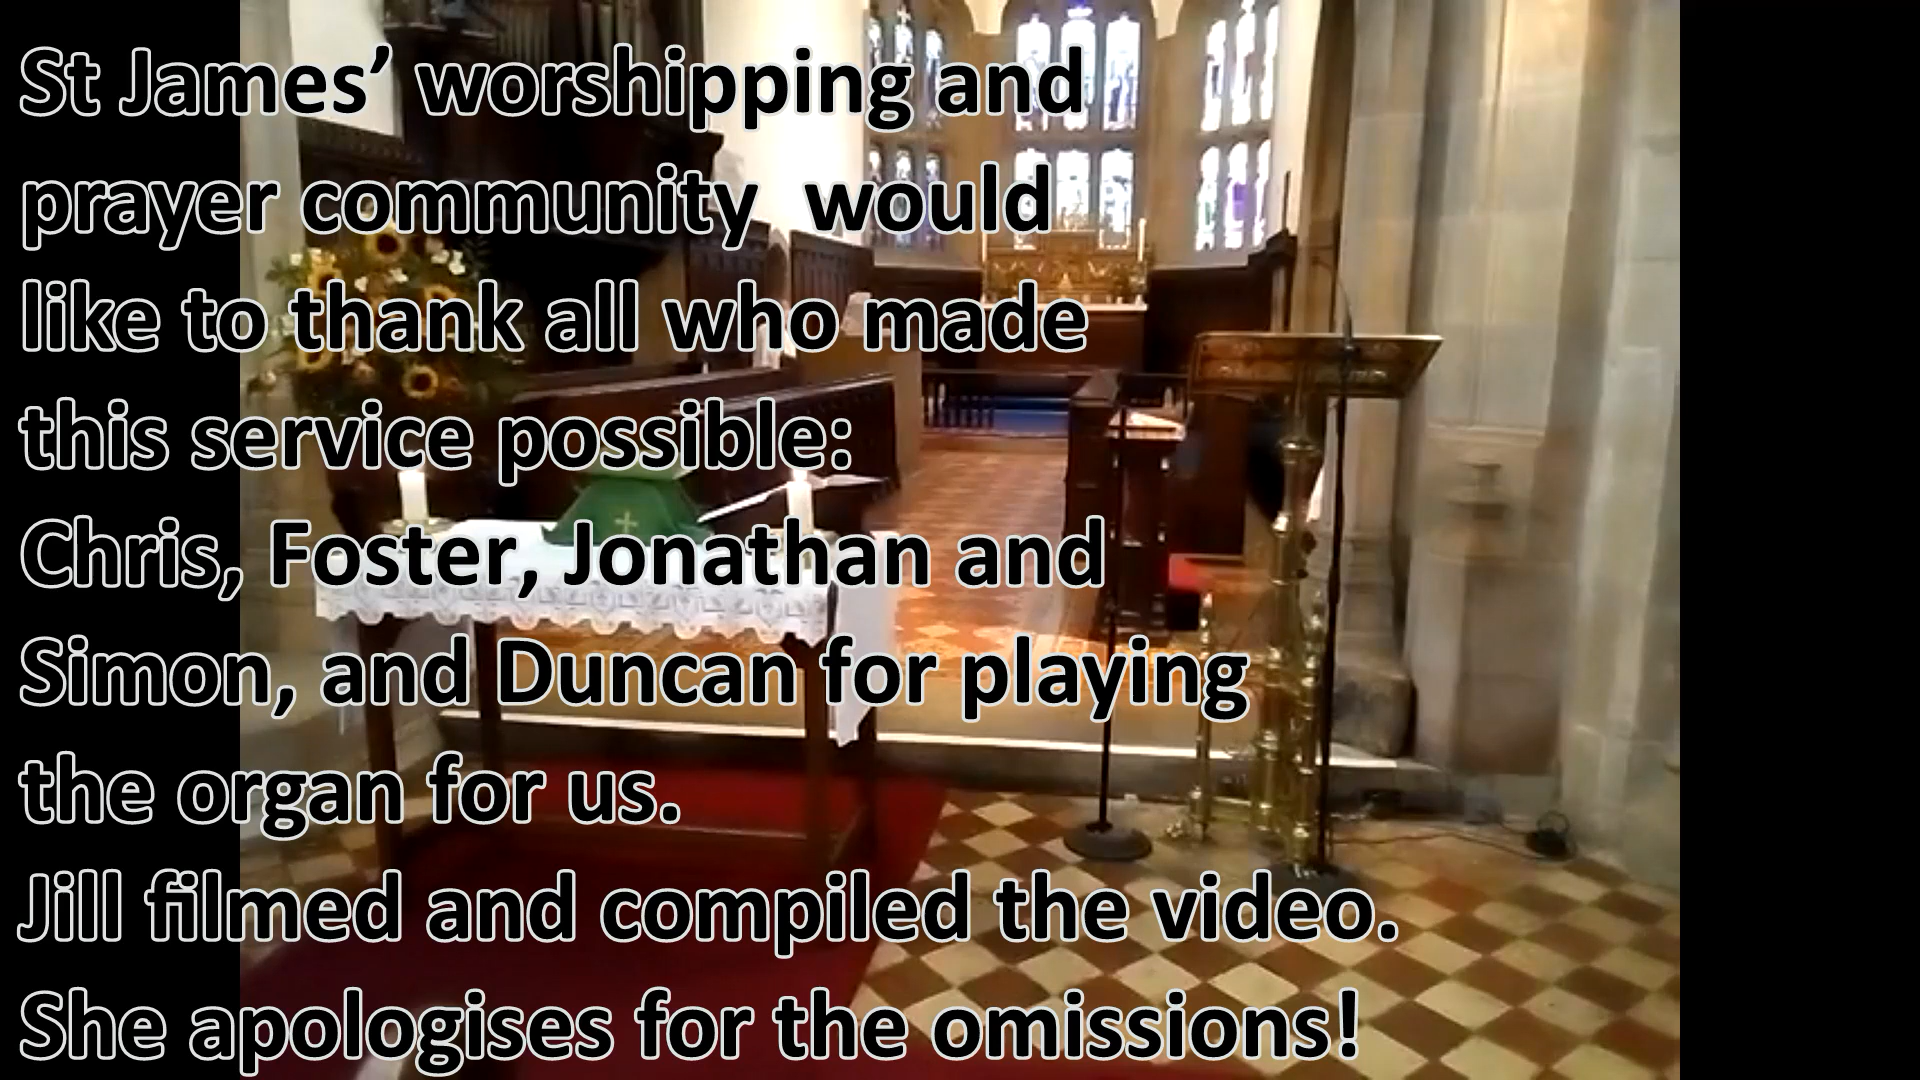 St James’ worshipping and
prayer community  would
like to thank all who made
this service possible:
Chris, Foster, Jonathan and
Simon, and Duncan for playing
the organ for us.
Jill filmed and compiled the video.
She apologises for the omissions!